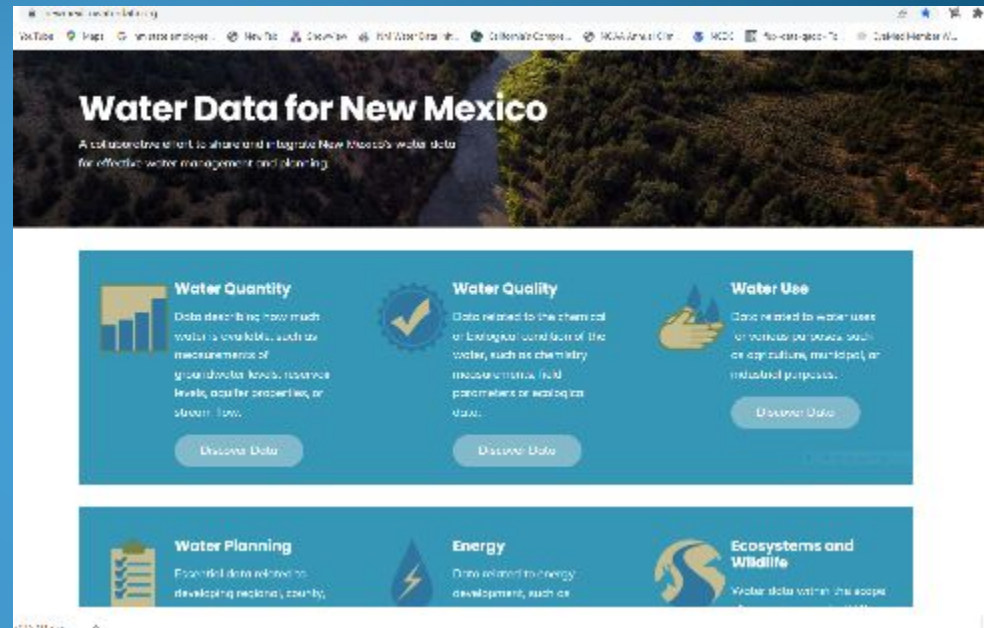 YouTube Maps New Tab
Water Data for New Mexico
A collaborative effort to share and integrate New Mexico's water data
for effective water management and planning.
Water Quantity
Data describing how much
water is available, such as
measurements of
groundwater levels, reservoir
levels, aquifer properties, or
stream flow.
Discover Data
Water Quality
Data related to the chemical
or biological condition of the
water, such as chemistry
measurements, field
parameters or ecological
data.
Discover Data
Water Use
Data related to water uses
for various purposes, such
as agriculture, municipal, or
industrial purposes.
Discover Data
Water Planning
Essential data related to
developing regional, county,
Energy
Data related to energy
development, such as
Ecosystems and
Wildlife
Water data within the scope